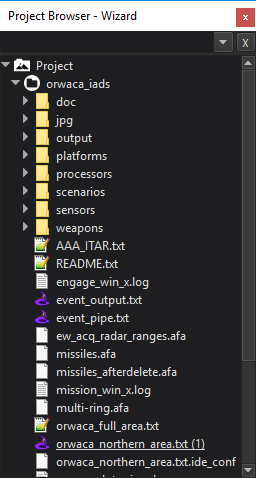 Project Browser - Wizard
x
X
Project
orwaca_iads
doc
jpg
output
platforms
processors
scenarios
sensors
weapons
AAA_ITAR.txt
README.txt
engage_win_x.log
event_output.txt
event_pipe.txt
ew_acq_radar_ranges.afa
missiles.afa
missiles_afterdelete.afa
mission_win_x.log
multi-ring.afa
orwaca_full_area.txt
orwaca_northern_area.txt (1)
orwaca_northern_area.txt.ide_conf